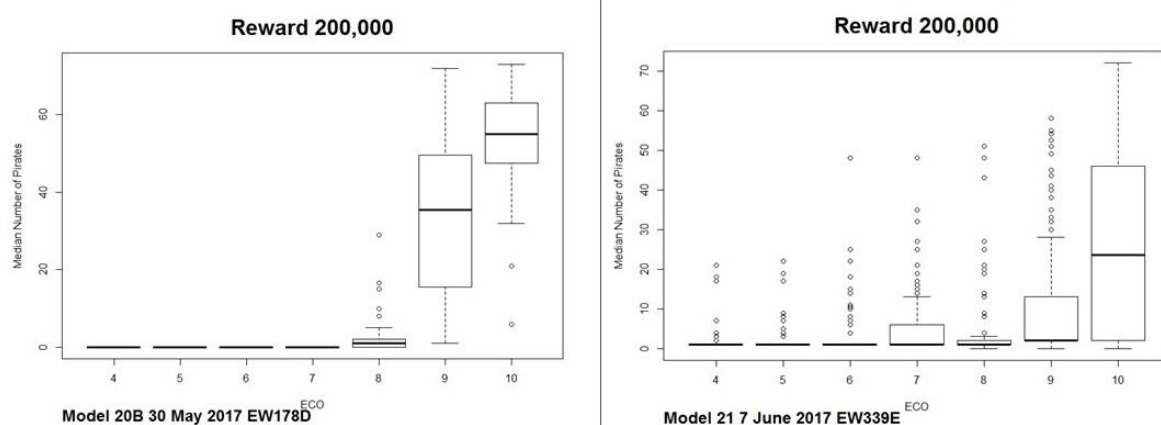 Reward 200,000
Median Number of Pirates
60
40
20
0
4 5 6 7 8 9 10
ECO
Model 20B 30 May 2017 EW178D
Reward 200,000
Median Number of Pirates
70
60
50
40
30
20
10
0
4 5 6 7 8 9 10
ECO
Model 21 7 June 2017 EW339E